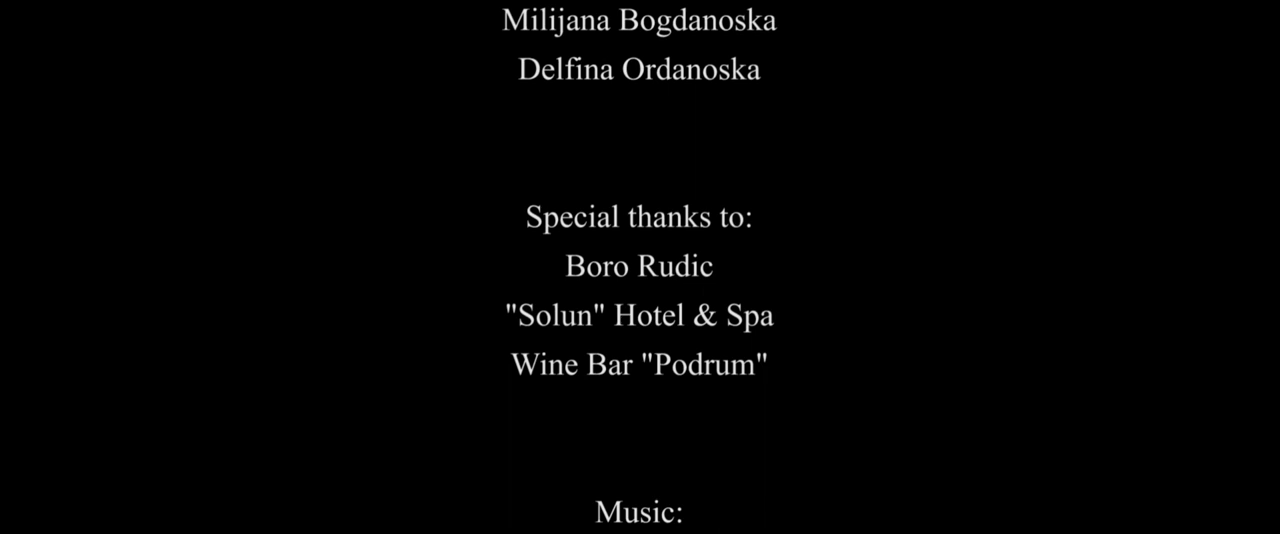 Milijana Bogdanoska
Delfina Ordanoska
Special thanks to:
Boro Rudic
"Solun" Hotel & Spa
Wine Bar "Podrum"
Music: